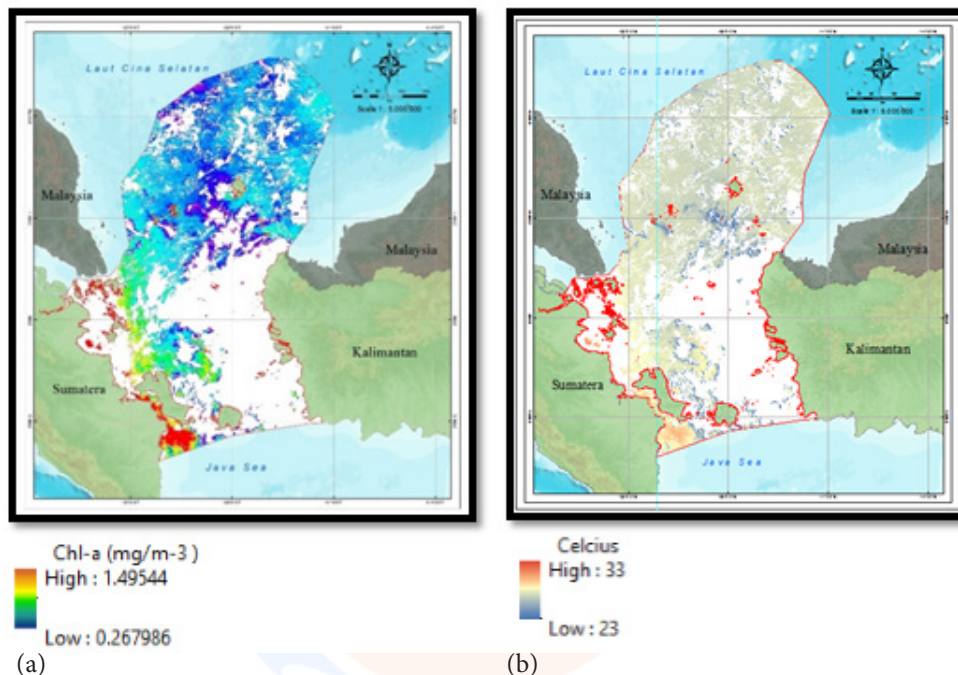 Laut Cina Selatan
Scale 1 : 5.000.000
Malaysia
Malaysia
Kalimantan
Sumatera
Java Sea
Chl-a (mg/m-3 )
High : 1.49544
Low : 0.267986
(a)
Laut Cina Selatan
Malaysia
Malaysia
Kalimantan
Sumatera
Java Sea
Celcius
High : 33
Low : 23
(b)